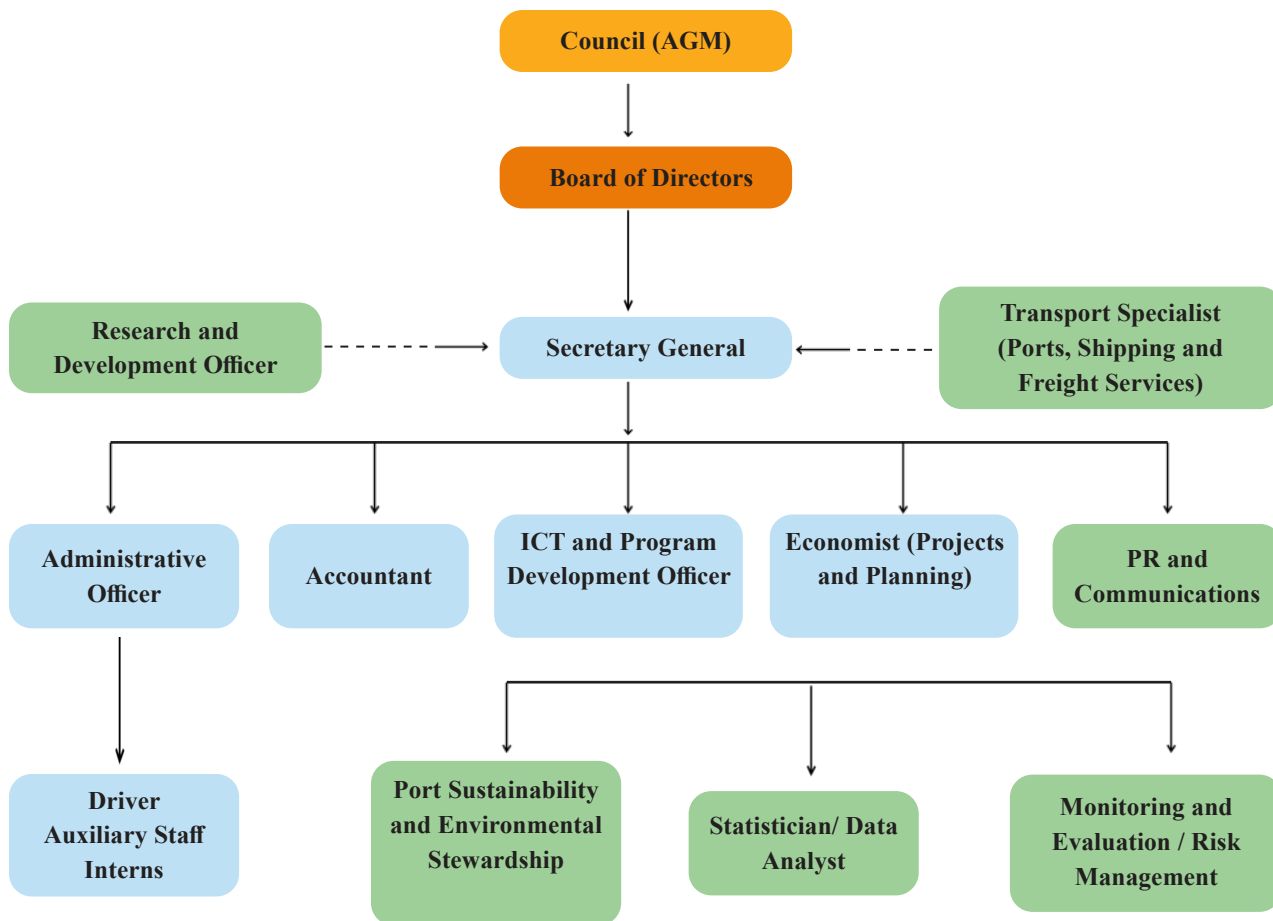 Council (AGM)
Board of Directors
Research and
Development Officer
Secretary General
Transport Specialist
(Ports, Shipping and
Freight Services)
Administrative
Officer
Accountant
ICT and Program
Development Officer
Economist (Projects
and Planning)
PR and
Communications
Driver
Auxiliary Staff
Interns
Port Sustainability
and Environmental
Stewardship
Statistician/ Data
Analyst
Monitoring and
Evaluation / Risk
Management